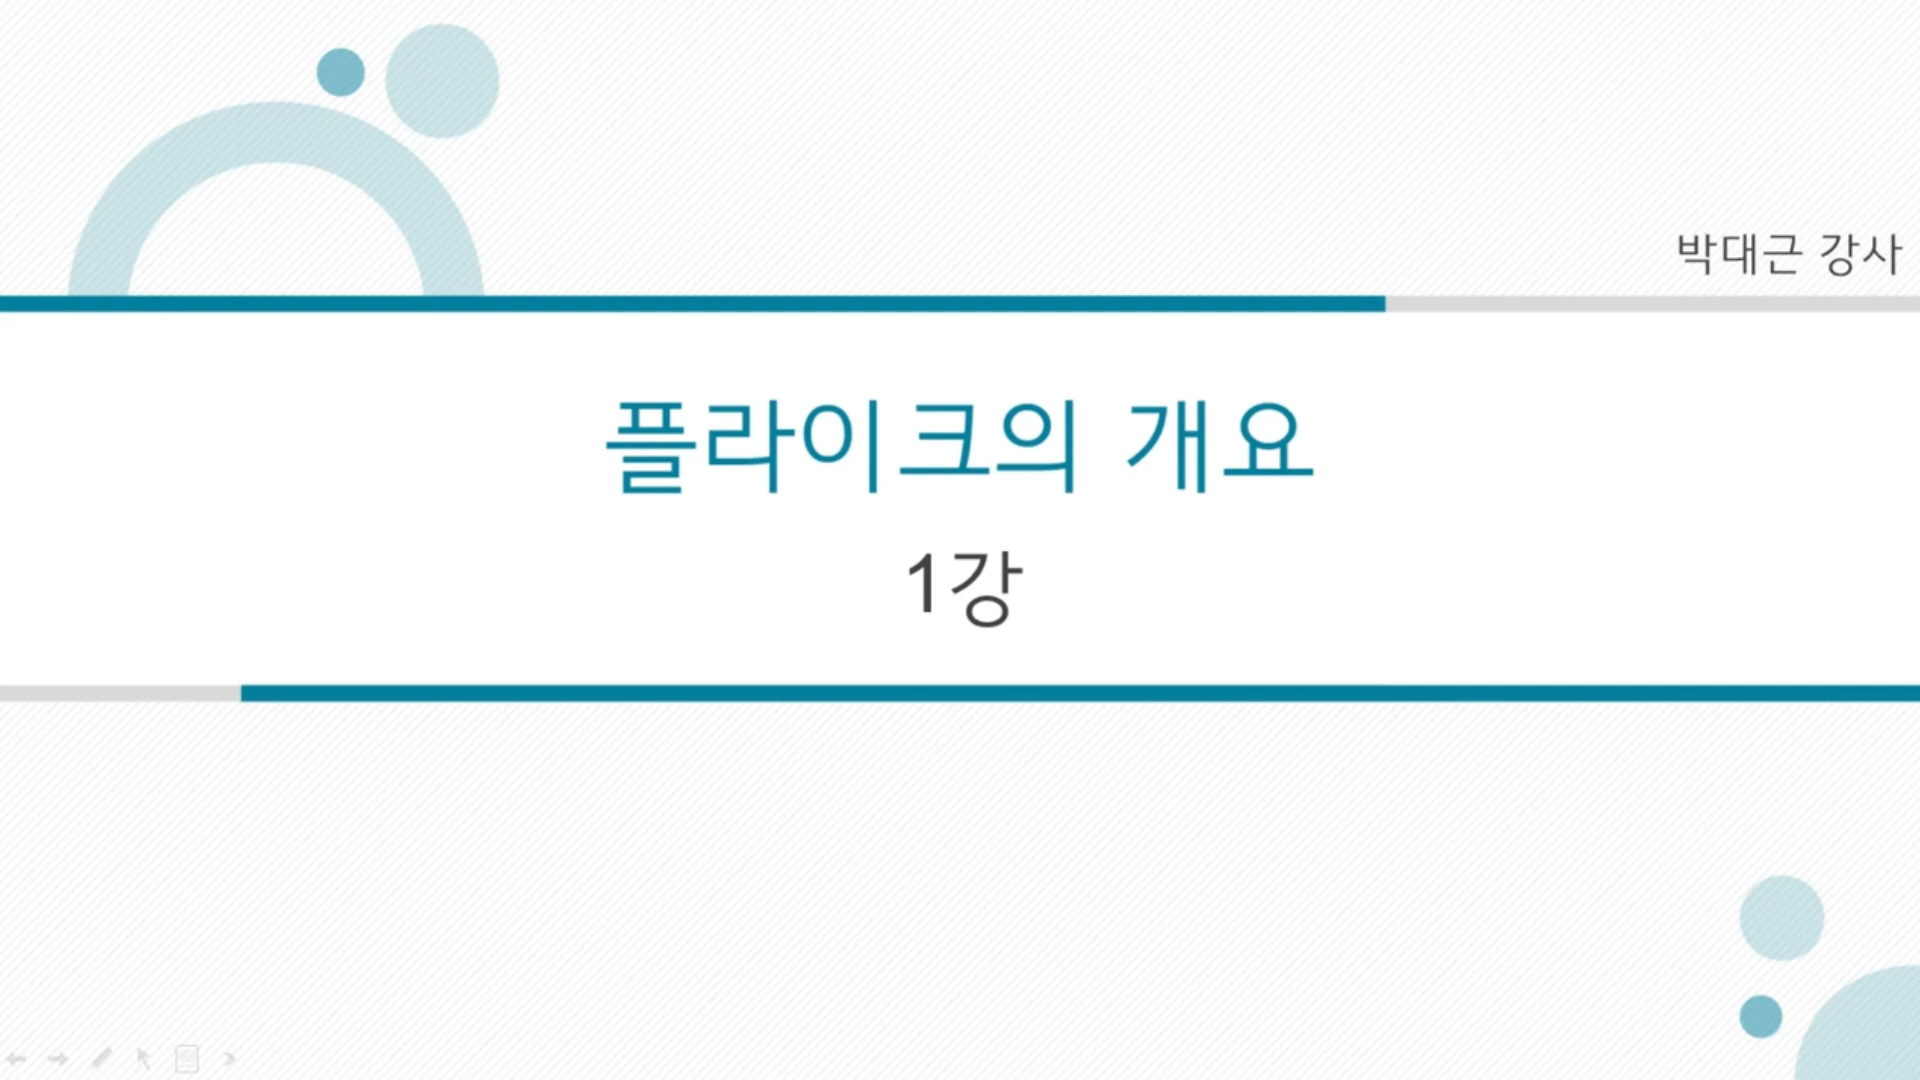 박대근 강사
플라이크의 개요
1강